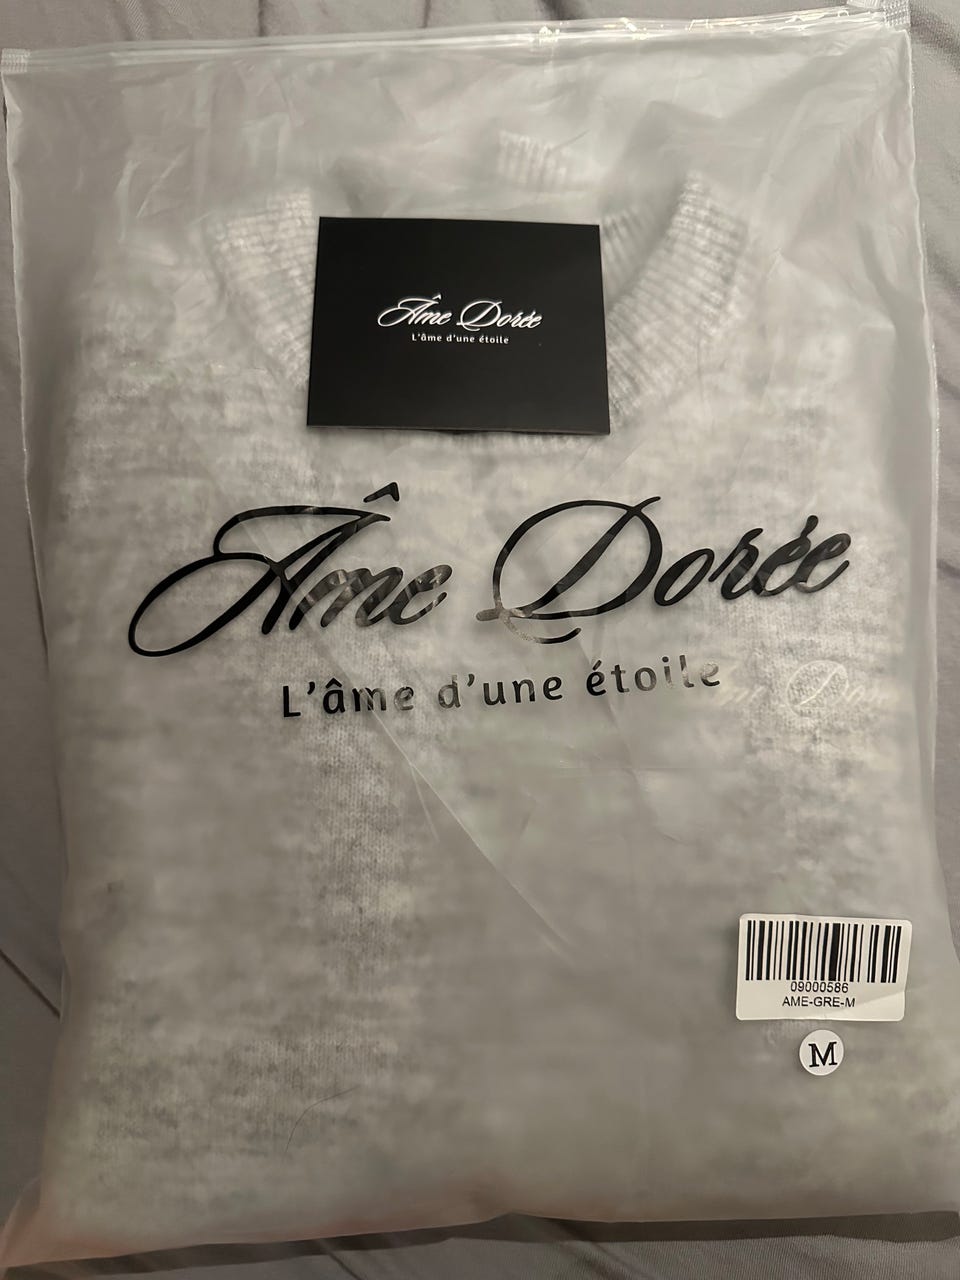 Âme Dorée
L'âme d'une étoile
Âme Dorée
L'âme d'une étoile
09000586
AME-GRE-M
M